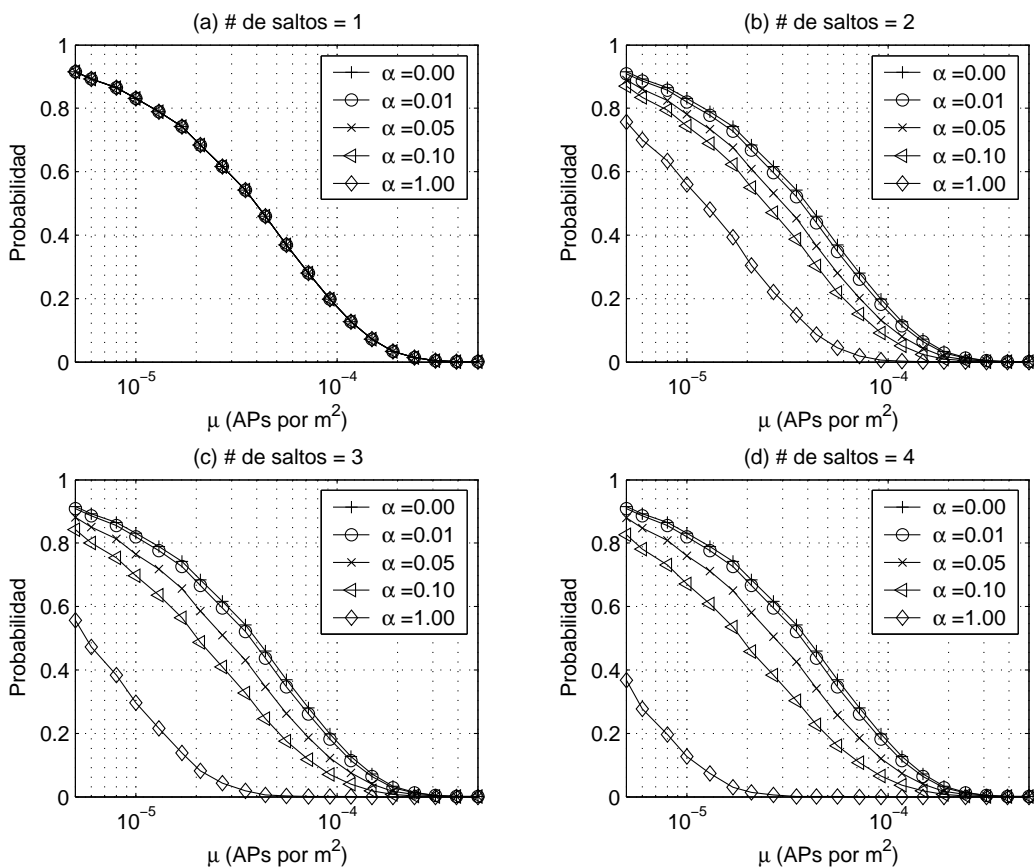 (a) # de saltos = 1
1
0.8
0.6
0.4
0.2
0
Probabilidad
10⁻⁵
10⁻⁴
μ (APs por m²)
α =0.00
α =0.01
α =0.05
α =0.10
α =1.00
(b) # de saltos = 2
1
0.8
0.6
0.4
0.2
0
Probabilidad
10⁻⁵
10⁻⁴
μ (APs por m²)
α =0.00
α =0.01
α =0.05
α =0.10
α =1.00
(c) # de saltos = 3
1
0.8
0.6
0.4
0.2
0
Probabilidad
10⁻⁵
10⁻⁴
μ (APs por m²)
α =0.00
α =0.01
α =0.05
α =0.10
α =1.00
(d) # de saltos = 4
1
0.8
0.6
0.4
0.2
0
Probabilidad
10⁻⁵
10⁻⁴
μ (APs por m²)
α =0.00
α =0.01
α =0.05
α =0.10
α =1.00